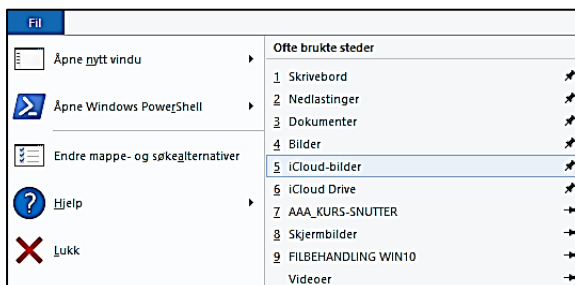 Fil
Åpne nytt vindu
Åpne Windows PowerShell
Endre mappe- og søkealternativer
Hjelp
Lukk
Ofte brukte steder
1 Skrivebord
2 Nedlastinger
3 Dokumenter
4 Bilder
5 iCloud-bilder
6 iCloud Drive
7 AAA_KURS-SNUTTER
8 Skjermbilder
9 FILBEHANDLING WIN10
Videoer